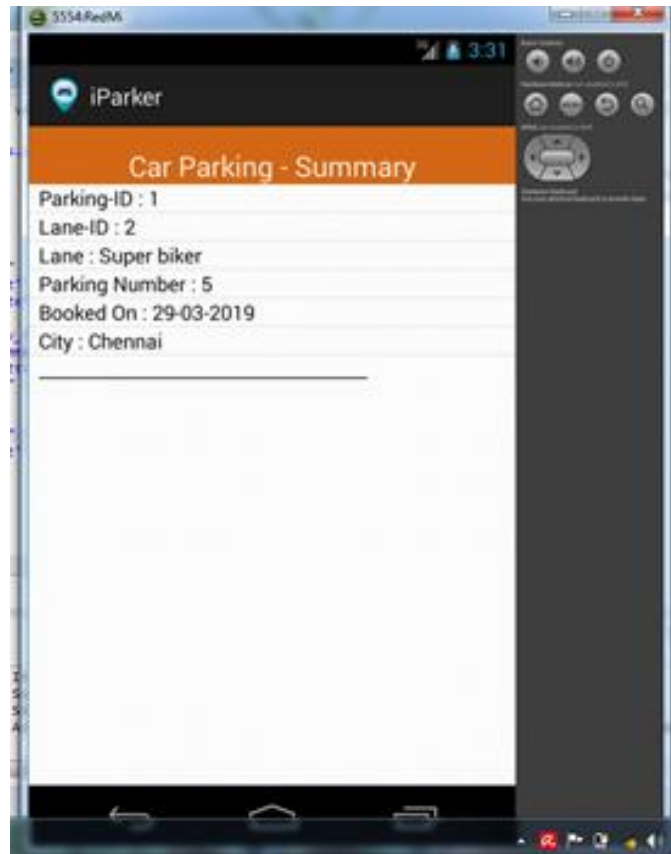 5554:RedMi
3:31
iParker
Car Parking - Summary
Parking-ID : 1
Lane-ID : 2
Lane : Super biker
Parking Number : 5
Booked On : 29-03-2019
City : Chennai